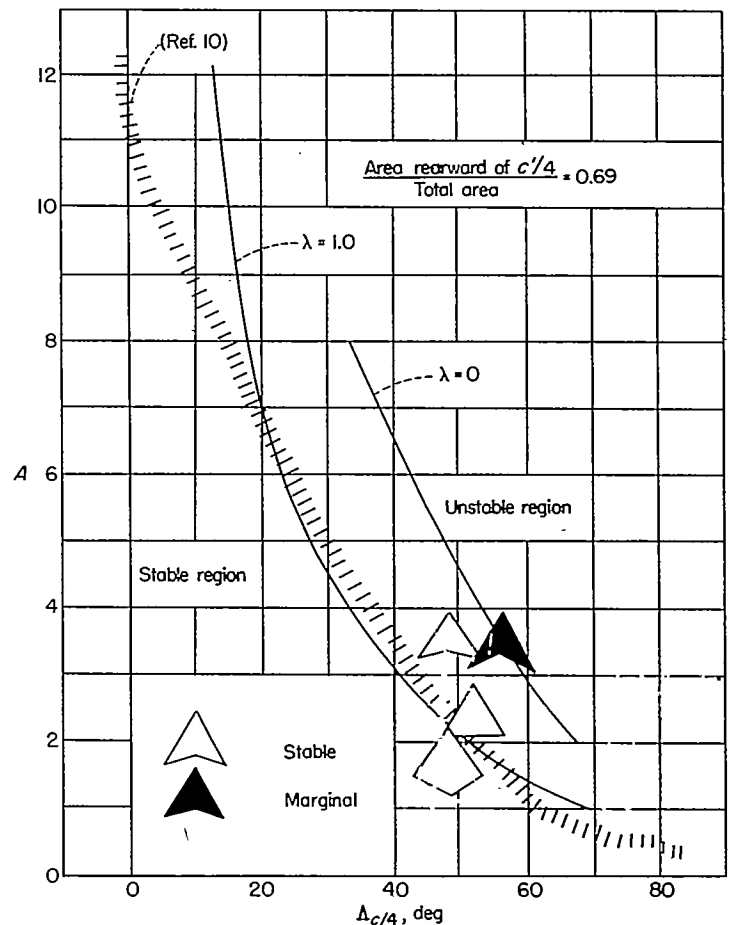 (Ref. 10)
12
Area rearward of c'/4
Total area
= 0.69
10
λ = 1.0
8
λ = 0
A
6
Unstable region
Stable region
4
Stable
2
Marginal
0
0 20 40 60 80
Λc/4, deg